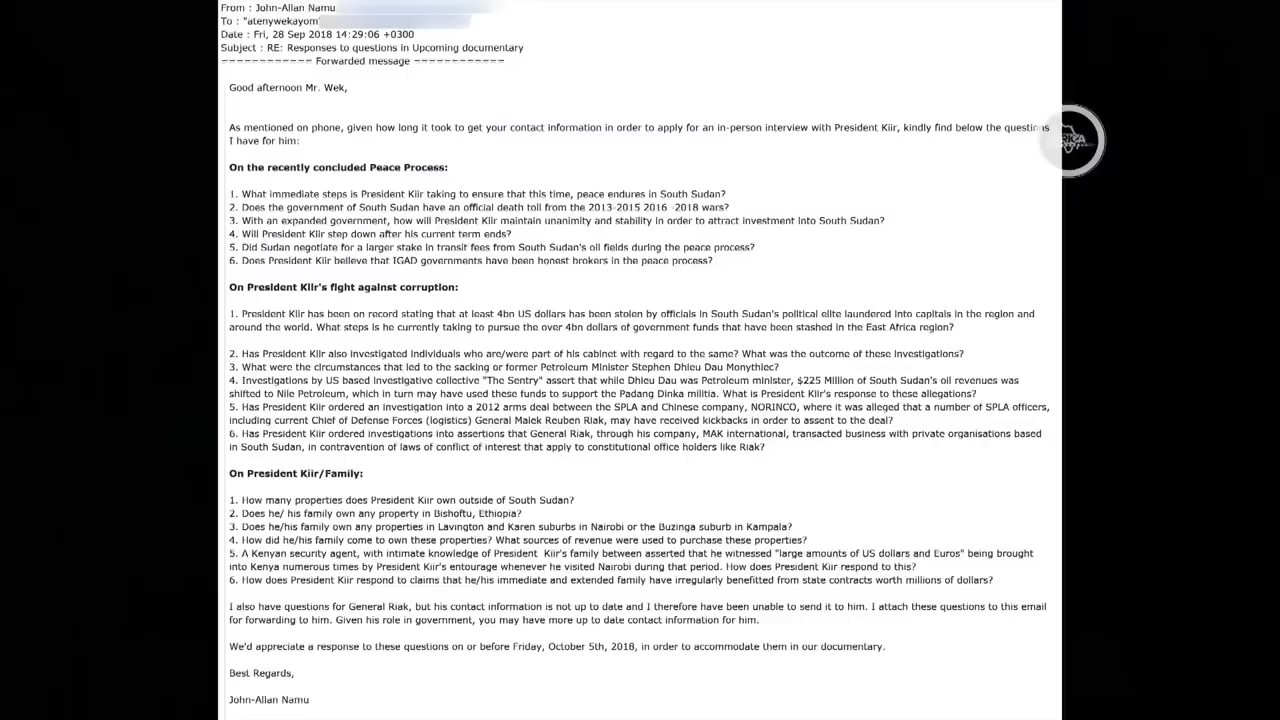 From : John-Allan Namu
To : "atenywekayom"
Date : Fri, 28 Sep 2018 14:29:06 +0300
Subject : RE: Responses to questions in Upcoming documentary
============ Forwarded message ============
Good afternoon Mr. Wek,
As mentioned on phone, given how long it took to get your contact information in order to apply for an in-person interview with President Kiir, kindly find below the questions
I have for him:
On the recently concluded Peace Process:
1. What immediate steps is President Kiir taking to ensure that this time, peace endures in South Sudan?
2. Does the government of South Sudan have an official death toll from the 2013-2015 2016 -2018 wars?
3. With an expanded government, how will President Kiir maintain unanimity and stability in order to attract investment into South Sudan?
4. Will President Kiir step down after his current term ends?
5. Did Sudan negotiate for a larger stake in transit fees from South Sudan's oil fields during the peace process?
6. Does President Kiir believe that IGAD governments have been honest brokers in the peace process?
On President Kiir's fight against corruption:
1. President Kiir has been on record stating that at least 4bn US dollars has been stolen by officials in South Sudan's political elite laundered into capitals in the region and
around the world. What steps is he currently taking to pursue the over 4bn dollars of government funds that have been stashed in the East Africa region?
2. Has President Kiir also investigated individuals who are/were part of his cabinet with regard to the same? What was the outcome of these investigations?
3. What were the circumstances that led to the sacking or former Petroleum Minister Stephen Dhieu Dau Monythiec?
4. Investigations by US based investigative collective "The Sentry" assert that while Dhieu Dau was Petroleum minister, $225 Million of South Sudan's oil revenues was
shifted to Nile Petroleum, which in turn may have used these funds to support the Padang Dinka militia. What is President Kiir's response to these allegations?
5. Has President Kiir ordered an investigation into a 2012 arms deal between the SPLA and Chinese company, NORINCO, where it was alleged that a number of SPLA officers,
including current Chief of Defense Forces (logistics) General Malek Reuben Riak, may have received kickbacks in order to assent to the deal?
6. Has President Kiir ordered investigations into assertions that General Riak, through his company, MAK international, transacted business with private organisations based
in South Sudan, in contravention of laws of conflict of interest that apply to constitutional office holders like Riak?
On President Kiir/Family:
1. How many properties does President Kiir own outside of South Sudan?
2. Does he/ his family own any property in Bishoftu, Ethiopia?
3. Does he/his family own any properties in Lavington and Karen suburbs in Nairobi or the Buzinga suburb in Kampala?
4. How did he/his family come to own these properties? What sources of revenue were used to purchase these properties?
5. A Kenyan security agent, with intimate knowledge of President Kiir's family between asserted that he witnessed "large amounts of US dollars and Euros" being brought
into Kenya numerous times by President Kiir's entourage whenever he visited Nairobi during that period. How does President Kiir respond to this?
6. How does President Kiir respond to claims that he/his immediate and extended family have irregularly benefitted from state contracts worth millions of dollars?
I also have questions for General Riak, but his contact information is not up to date and I therefore have been unable to send it to him. I attach these questions to this email
for forwarding to him. Given his role in government, you may have more up to date contact information for him.
We'd appreciate a response to these questions on or before Friday, October 5th, 2018, in order to accommodate them in our documentary.
Best Regards,
John-Allan Namu